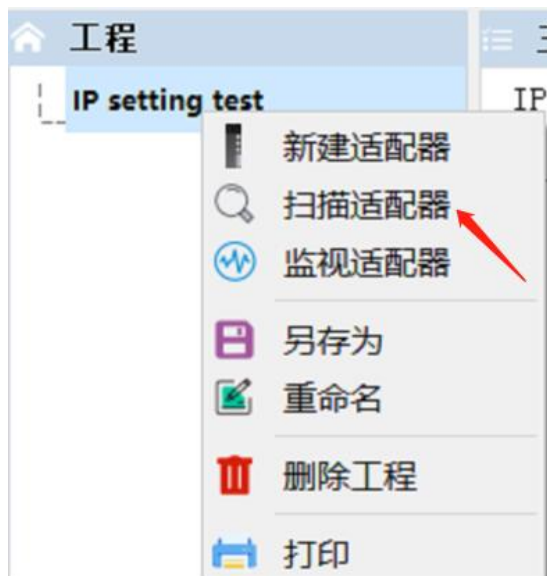 工程
IP setting test
IP
新建适配器
扫描适配器
监视适配器
另存为
重命名
删除工程
打印